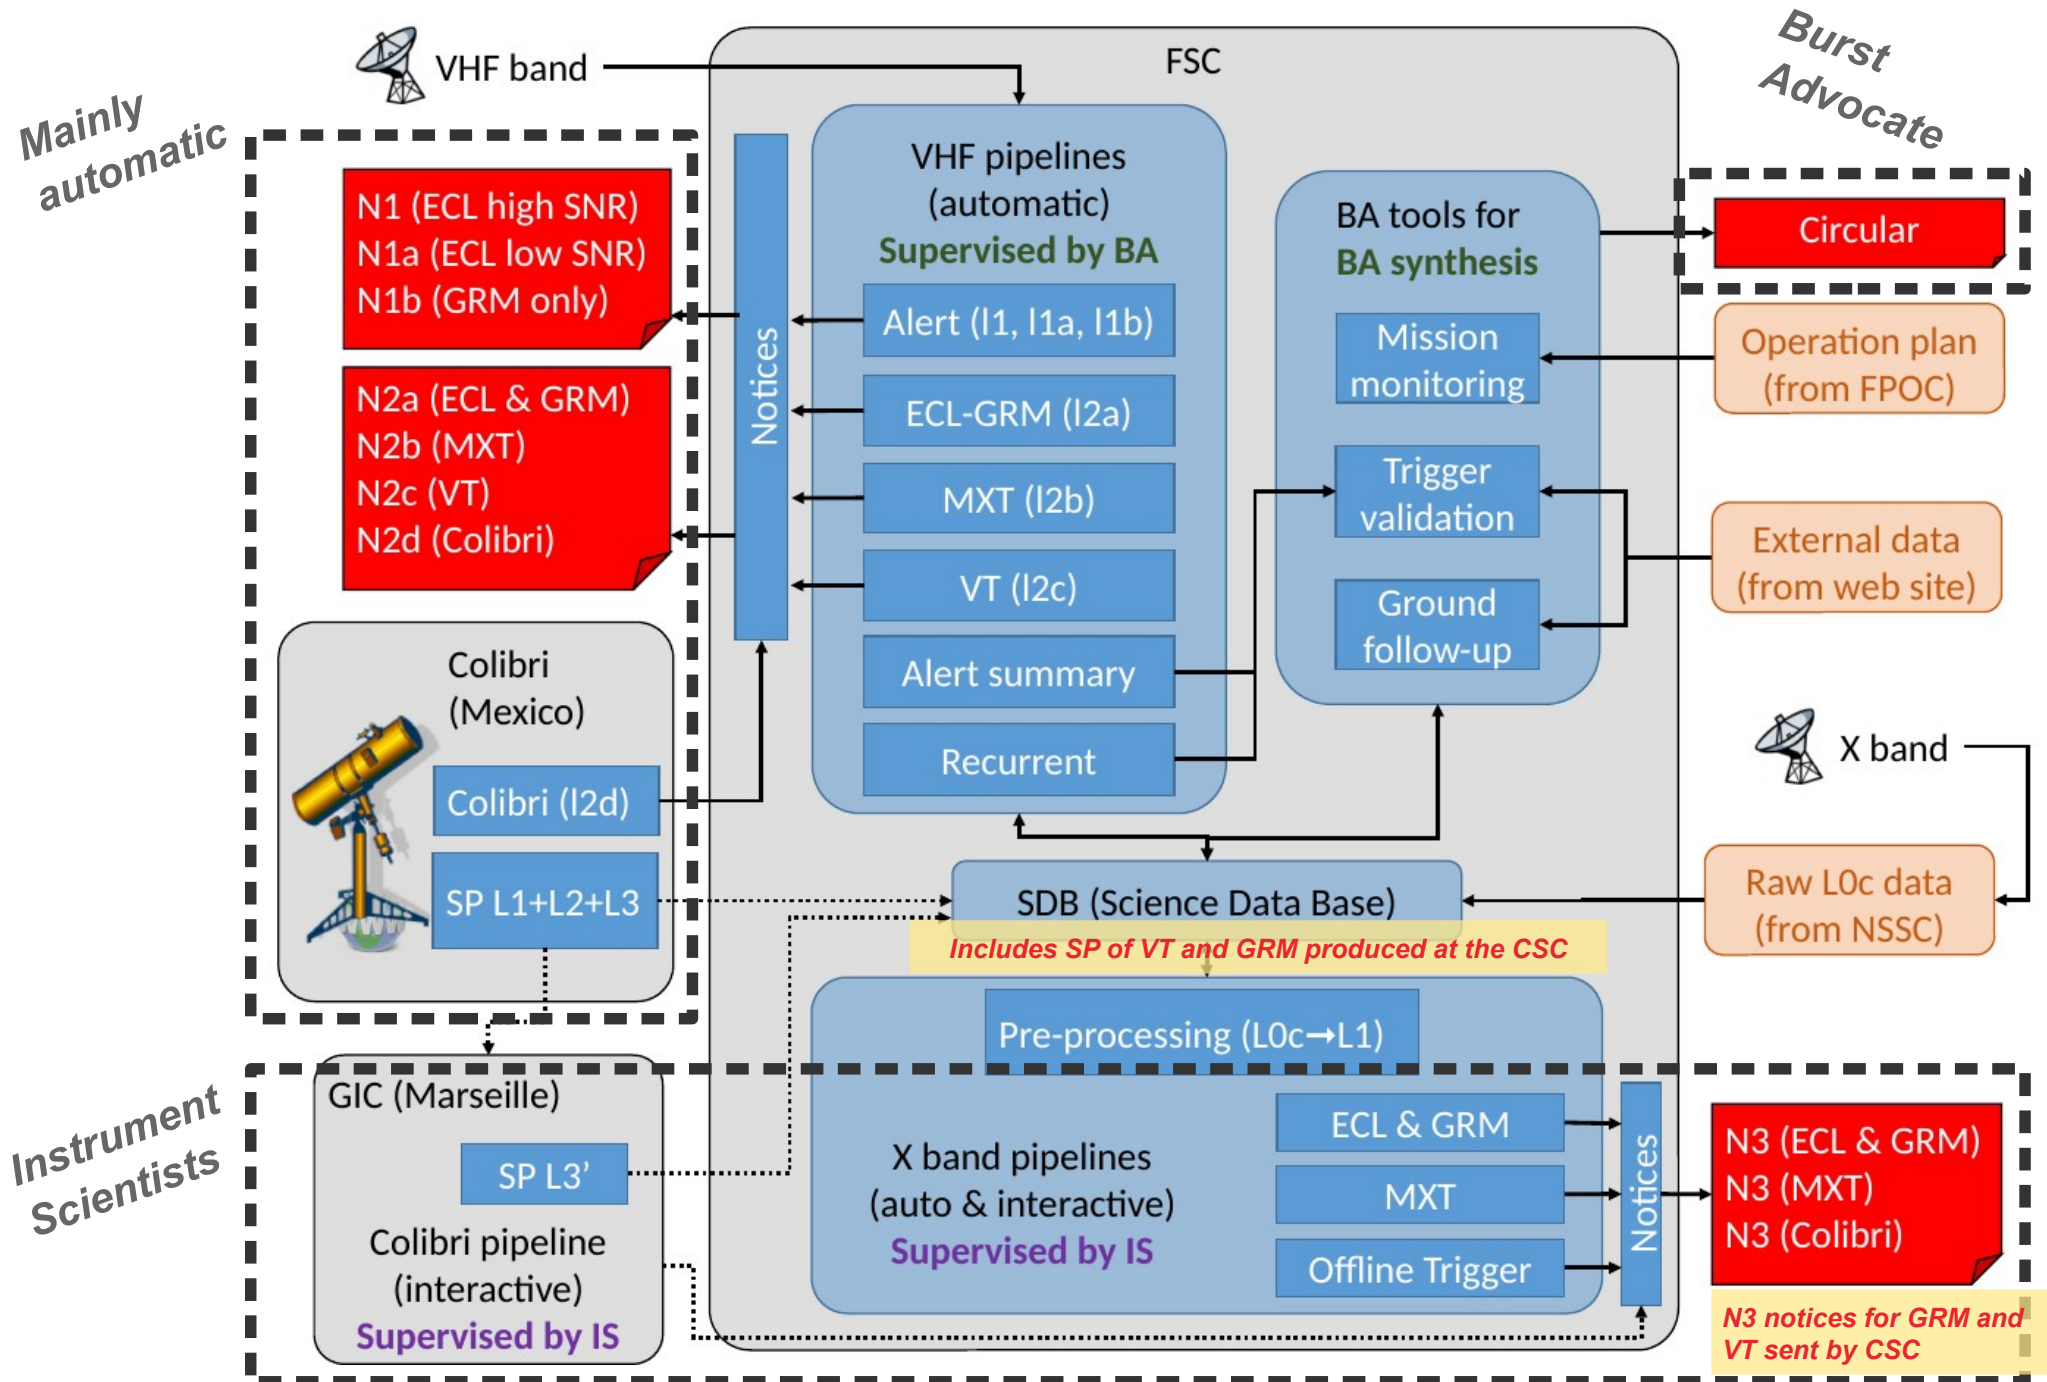 VHF band
FSC
Burst
Advocate
Mainly
automatic
N1 (ECL high SNR)
N1a (ECL low SNR)
N1b (GRM only)
N2a (ECL & GRM)
N2b (MXT)
N2c (VT)
N2d (Colibri)
Notices
VHF pipelines
(automatic)
Supervised by BA
Alert (l1, l1a, l1b)
ECL-GRM (l2a)
MXT (l2b)
VT (l2c)
Alert summary
Recurrent
BA tools for
BA synthesis
Mission
monitoring
Trigger
validation
Ground
follow-up
Circular
Operation plan
(from FPOC)
External data
(from web site)
X band
Raw L0c data
(from NSSC)
Colibri
(Mexico)
Colibri (l2d)
SP L1+L2+L3
SDB (Science Data Base)
Includes SP of VT and GRM produced at the CSC
Pre-processing (L0c→L1)
Instrument
Scientists
GIC (Marseille)
SP L3’
Colibri pipeline
(interactive)
Supervised by IS
X band pipelines
(auto & interactive)
Supervised by IS
ECL & GRM
MXT
Offline Trigger
Notices
N3 (ECL & GRM)
N3 (MXT)
N3 (Colibri)
N3 notices for GRM and
VT sent by CSC